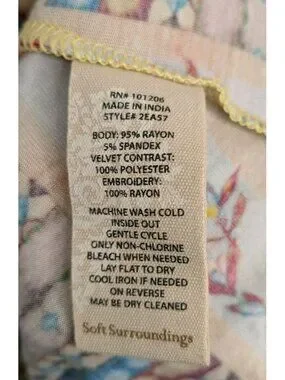 RN# 101206
MADE IN INDIA
STYLE# 2EA57
BODY: 95% RAYON
5% SPANDEX
VELVET CONTRAST:
100% POLYESTER
EMBROIDERY:
100% RAYON
MACHINE WASH COLD
INSIDE OUT
GENTLE CYCLE
ONLY NON-CHLORINE
BLEACH WHEN NEEDED
LAY FLAT TO DRY
COOL IRON IF NEEDED
ON REVERSE
MAY BE DRY CLEANED
Soft Surroundings